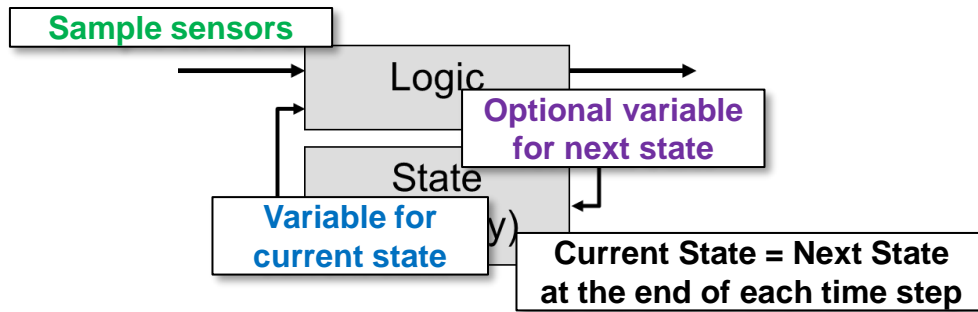 Sample sensors
Logic
Optional variable
for next state
State
Variable for
current state
y)
Current State = Next State
at the end of each time step